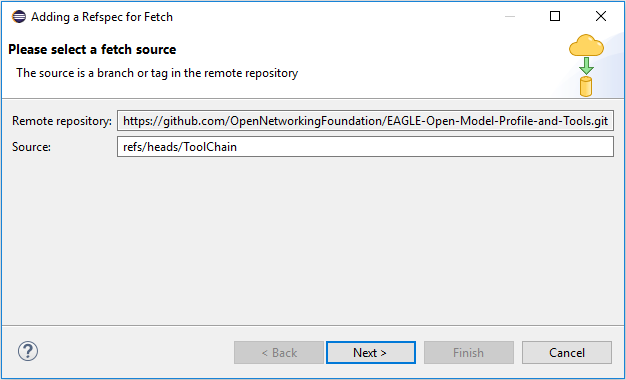 Adding a Refspec for Fetch
Please select a fetch source
The source is a branch or tag in the remote repository
Remote repository: https://github.com/OpenNetworkingFoundation/EAGLE-Open-Model-Profile-and-Tools.git
Source: refs/heads/ToolChain
? < Back Next > Finish Cancel